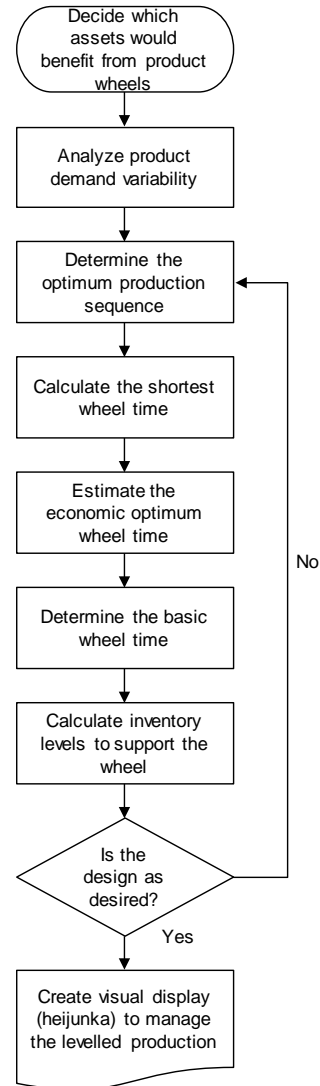 Decide which
assets would
benefit from product
wheels
Analyze product
demand variability
Determine the
optimum production
sequence
Calculate the shortest
wheel time
Estimate the
economic optimum
wheel time
No
Determine the basic
wheel time
Calculate inventory
levels to support the
wheel
Is the
design as
desired?
Yes
Create visual display
(heijunka) to manage
the levelled production